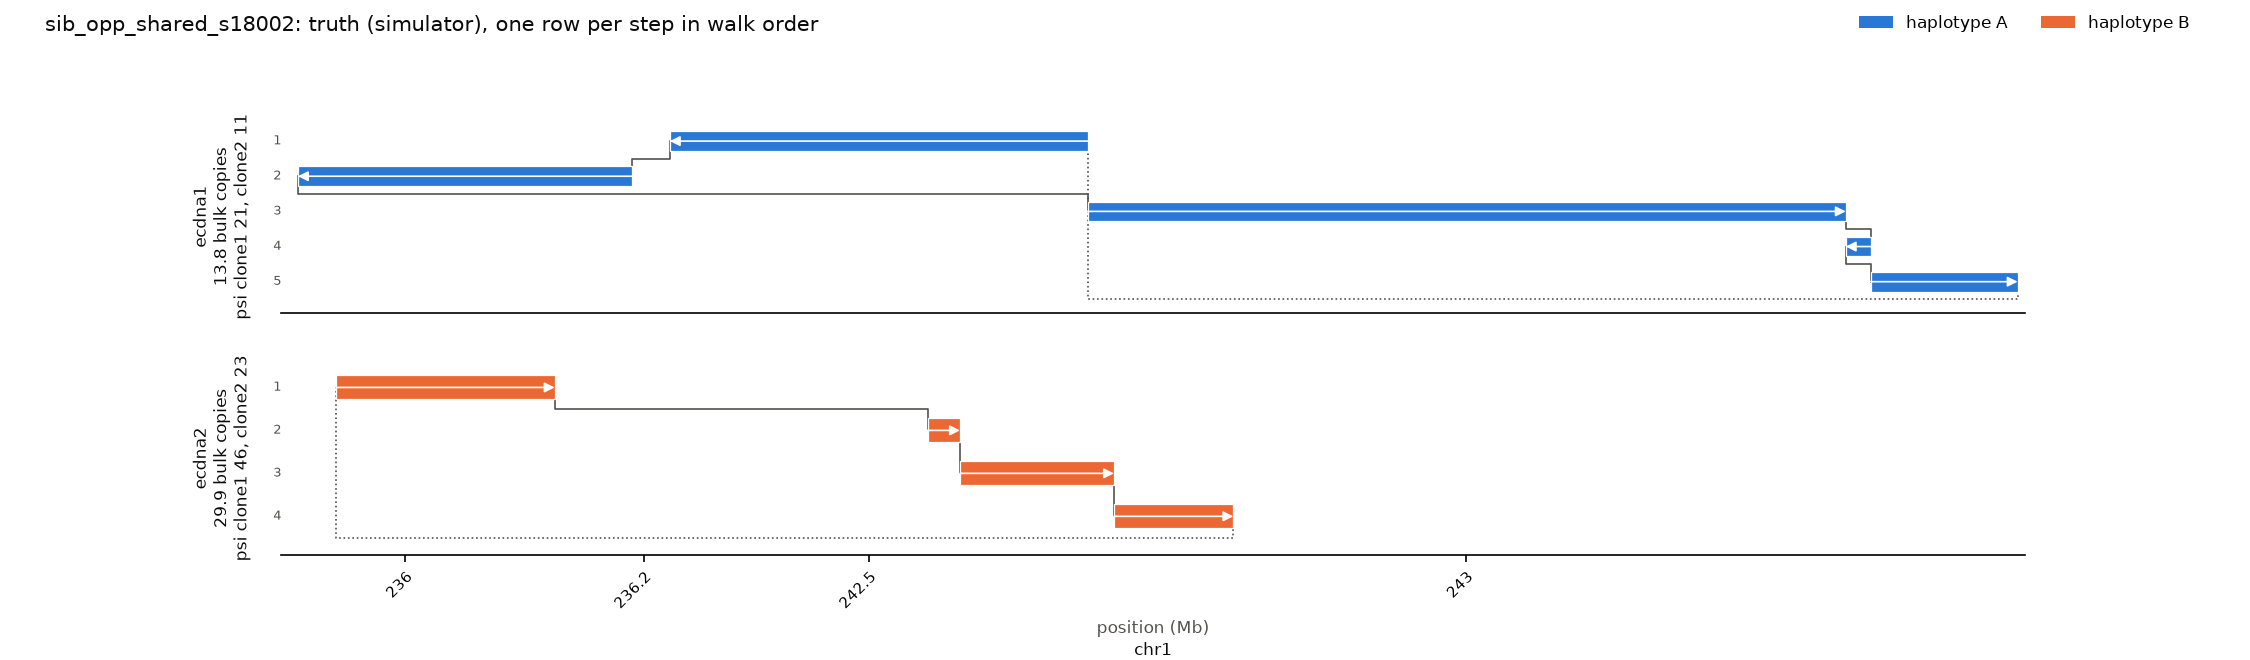 sib_opp_shared_s18002: truth (simulator), one row per step in walk order
haplotype A
haplotype B
ecdna1
13.8 bulk copies
psi clone1 21, clone2 11
1
2
3
4
5
ecdna2
29.9 bulk copies
psi clone1 46, clone2 23
1
2
3
4
236
236.2
242.5
243
position (Mb)
chr1